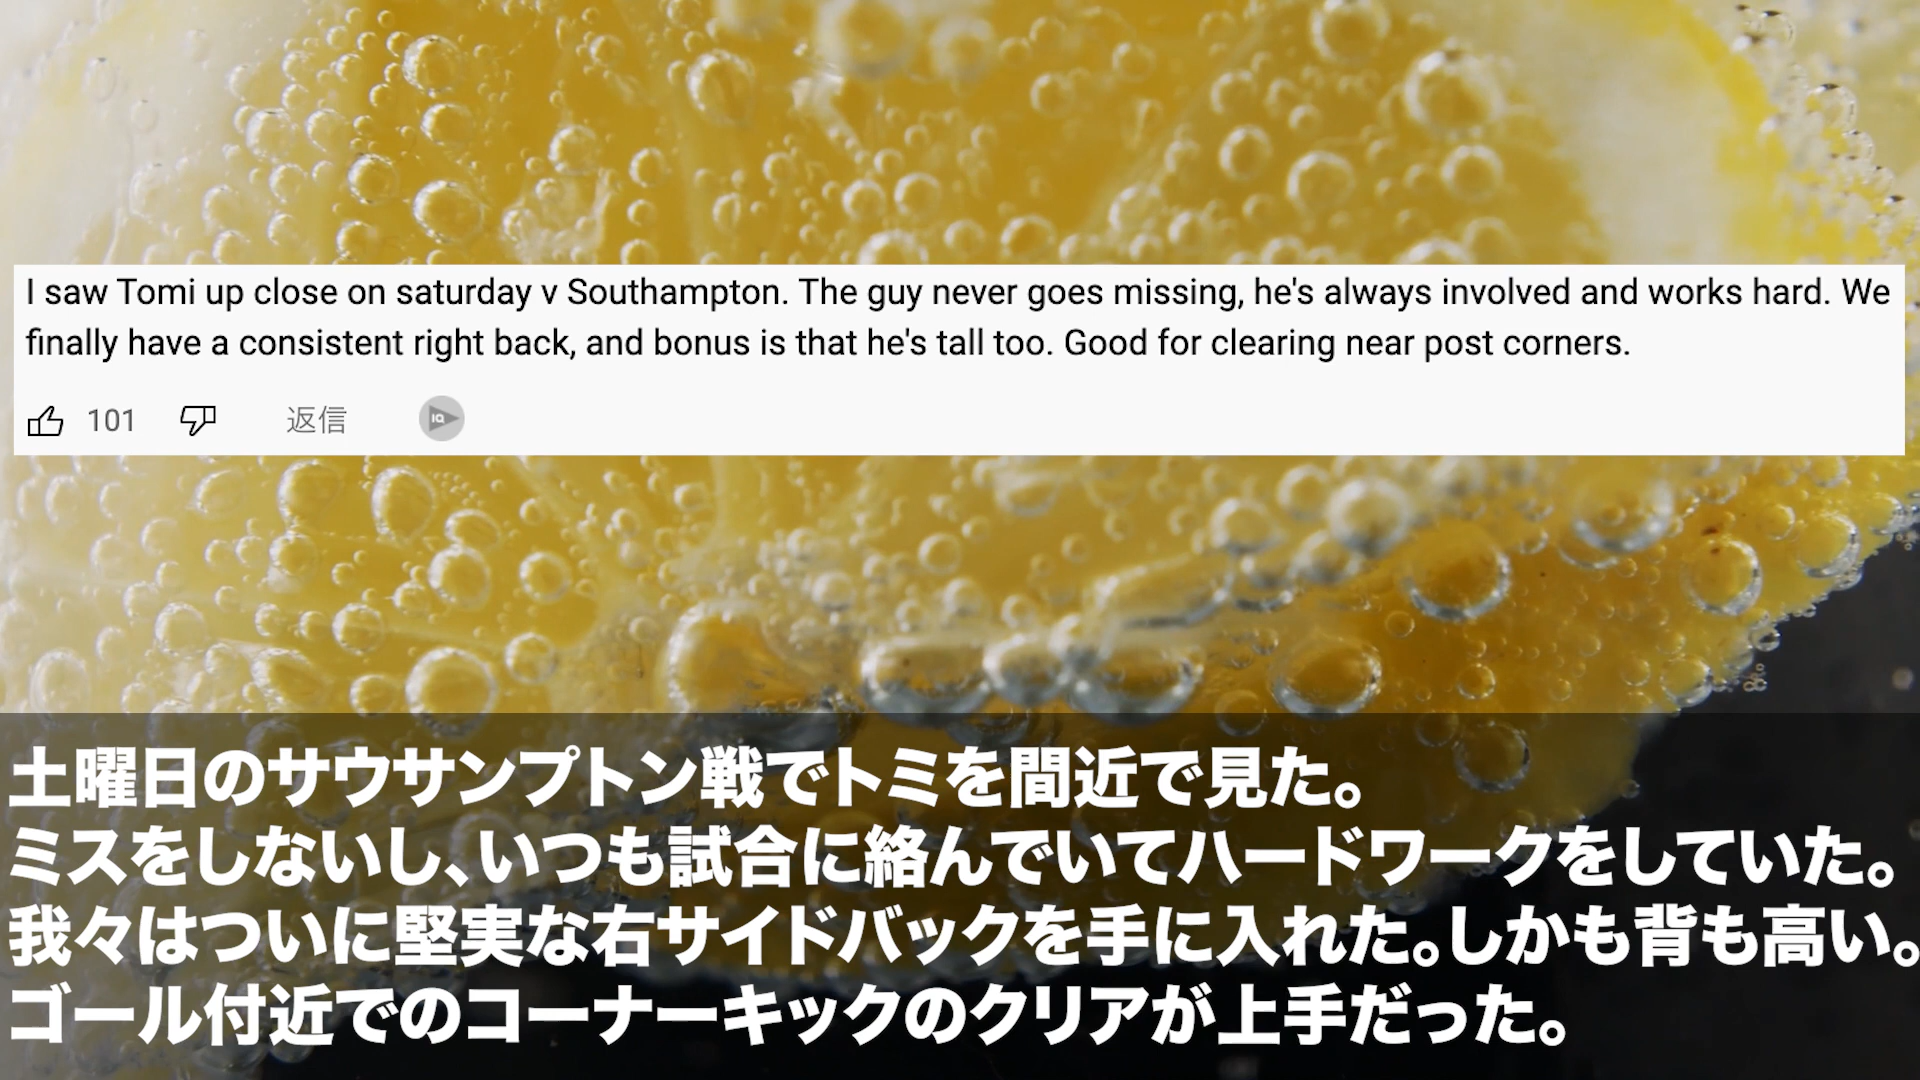 I saw Tomi up close on saturday v Southampton. The guy never goes missing, he's always involved and works hard. We
finally have a consistent right back, and bonus is that he's tall too. Good for clearing near post corners.
101 返信 IQ
土曜日のサウサンプトン戦でトミを間近で見た。
ミスをしないし、いつも試合に絡んでいてハードワークをしていた。
我々はついに堅実な右サイドバックを手に入れた。しかも背も高い。
ゴール付近でのコーナーキックのクリアが上手だった。